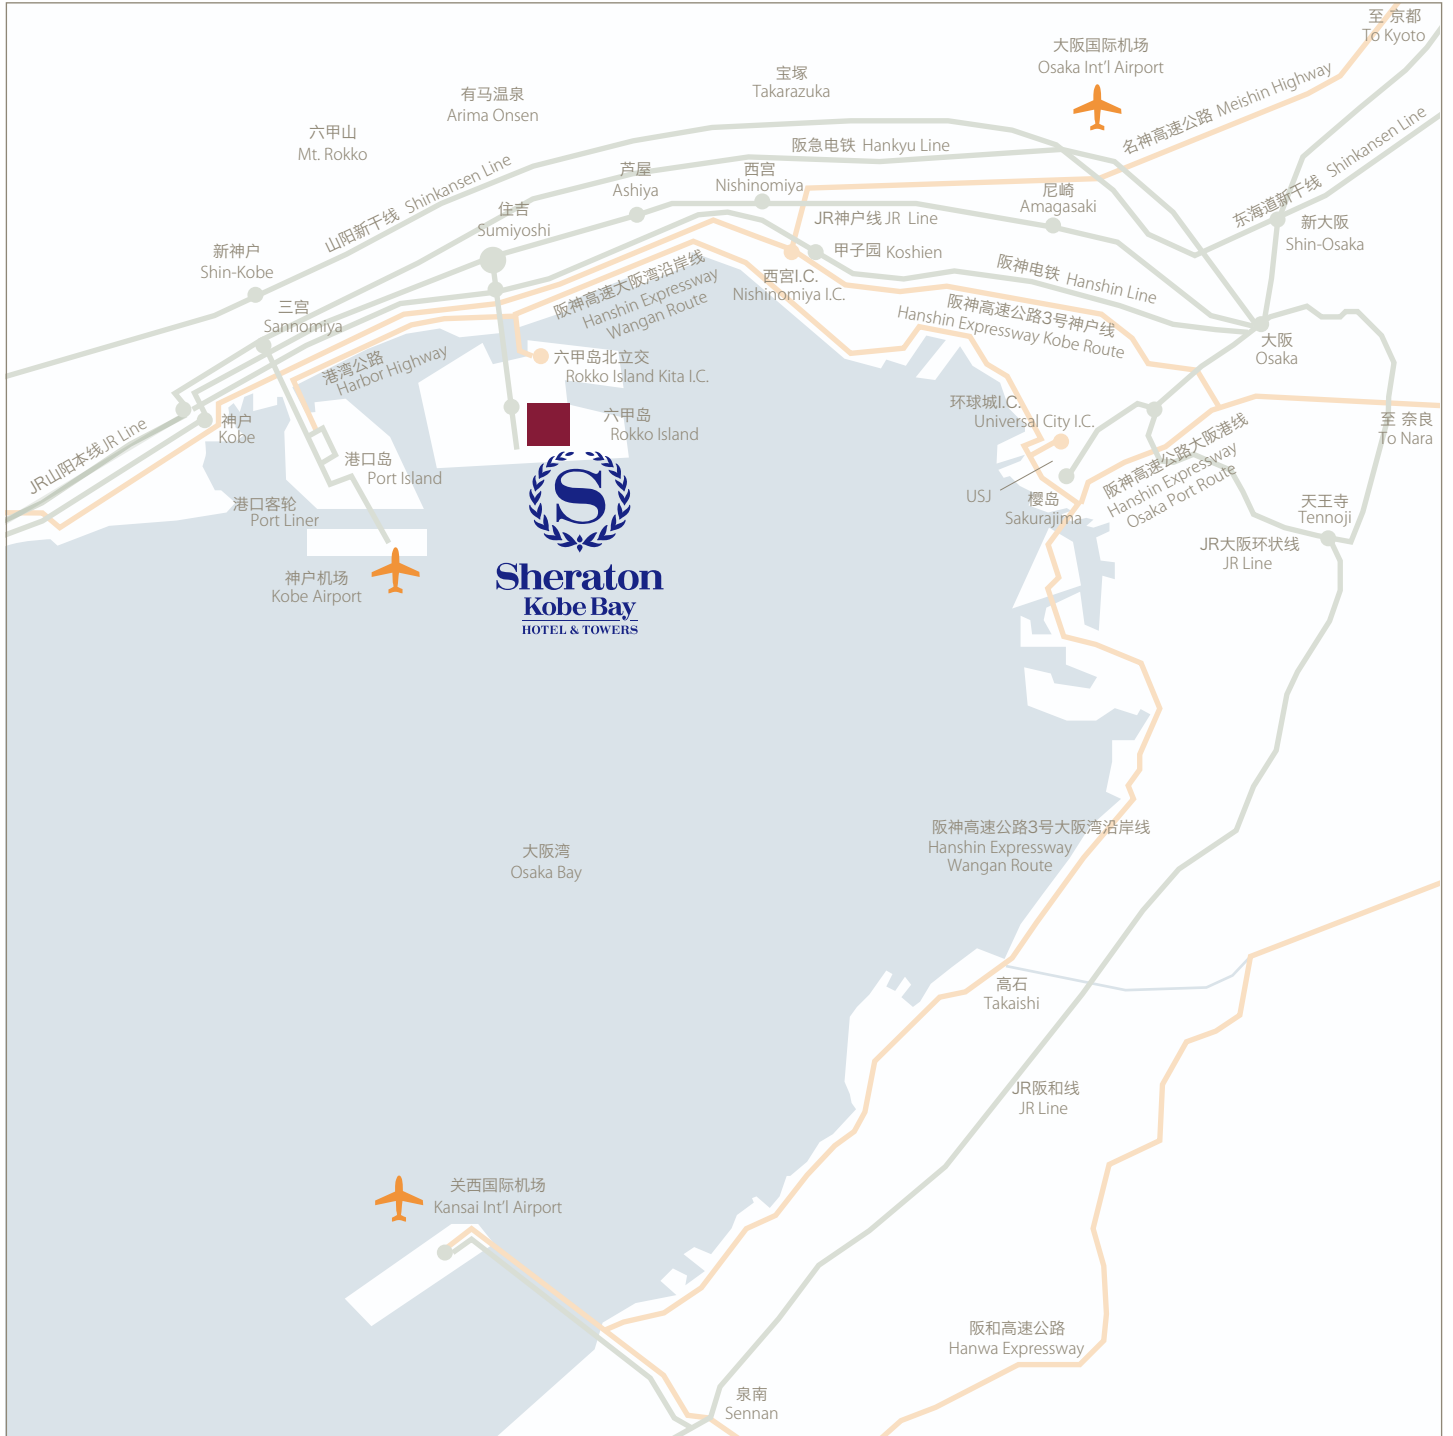 至 京都
To Kyoto
大阪国际机场
Osaka Int'l Airport
宝塚
Takarazuka
有马温泉
Arima Onsen
六甲山
Mt. Rokko
名神高速公路 Meishin Highway
阪急电铁 Hankyu Line
山阳新干线 Shinkansen Line
芦屋
Ashiya
西宫
Nishinomiya
尼崎
Amagasaki
东海道新干线 Shinkansen Line
住吉
Sumiyoshi
JR神户线 JR Line
新大阪
Shin-Osaka
新神户
Shin-Kobe
甲子园 Koshien
阪神高速大阪湾沿岸线
Hanshin Expressway
Wangan Route
西宮I.C.
Nishinomiya I.C.
阪神电铁 Hanshin Line
三宫
Sannomiya
阪神高速公路3号神户线
Hanshin Expressway Kobe Route
大阪
Osaka
港湾公路
Harbor Highway
六甲岛北立交
Rokko Island Kita I.C.
六甲岛
Rokko Island
环球城I.C.
Universal City I.C.
至 奈良
To Nara
神户
Kobe
JR山阳本线 JR Line
港口岛
Port Island
阪神高速公路大阪港线
Hanshin Expressway
Osaka Port Route
USJ
樱岛
Sakurajima
港口客轮
Port Liner
天王寺
Tennoji
S
JR大阪环状线
JR Line
神户机场
Kobe Airport
Sheraton
Kobe Bay
HOTEL & TOWERS
阪神高速公路3号大阪湾沿岸线
Hanshin Expressway
Wangan Route
大阪湾
Osaka Bay
高石
Takaishi
JR阪和线
JR Line
关西国际机场
Kansai Int'l Airport
阪和高速公路
Hanwa Expressway
泉南
Sennan